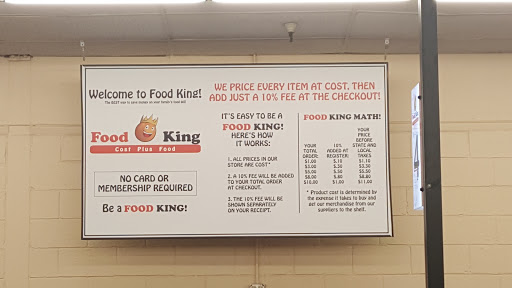 Welcome to Food King!
The BEST way to save money on your family's food bill!
WE PRICE EVERY ITEM AT COST, THEN
ADD JUST A 10% FEE AT THE CHECKOUT!
Food King
Cost Plus Food
NO CARD OR
MEMBERSHIP REQUIRED
Be a FOOD KING!
IT'S EASY TO BE A
FOOD KING!
HERE'S HOW
IT WORKS:
1. ALL PRICES IN OUR
STORE ARE COST*
2. A 10% FEE WILL BE ADDED
TO YOUR TOTAL ORDER
AT CHECKOUT.
3. THE 10% FEE WILL BE
SHOWN SEPARATELY
ON YOUR RECEIPT.
FOOD KING MATH!
YOUR TOTAL ORDER: 10% ADDED AT REGISTER: YOUR PRICE BEFORE STATE AND LOCAL TAXES
$1.00 $.10 $1.10
$3.00 $.30 $3.30
$5.00 $.50 $5.50
$8.00 $.80 $8.80
$10.00 $1.00 $11.00
* Product cost is determined by
the expense it takes to buy and
get our merchandise from our
suppliers to the shelf.